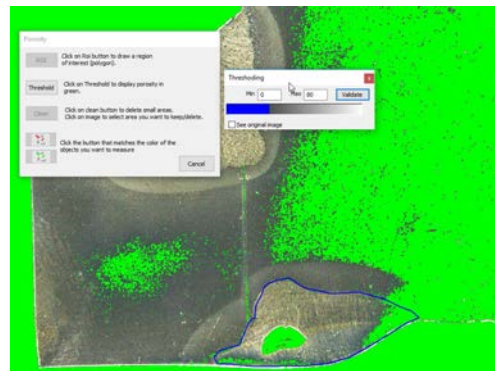 Porosity
ROI
Click on Roi button to draw a region
of interest (polygon).
Threshold
Click on Threshold to display porosity in
green.
Clean
Click on clean button to delete small areas.
Click on image to select area you want to keep/delete.
Click the button that matches the color of the
objects you want to measure
Cancel
Thresholding
Min 0 Max 80 Validate
See original image